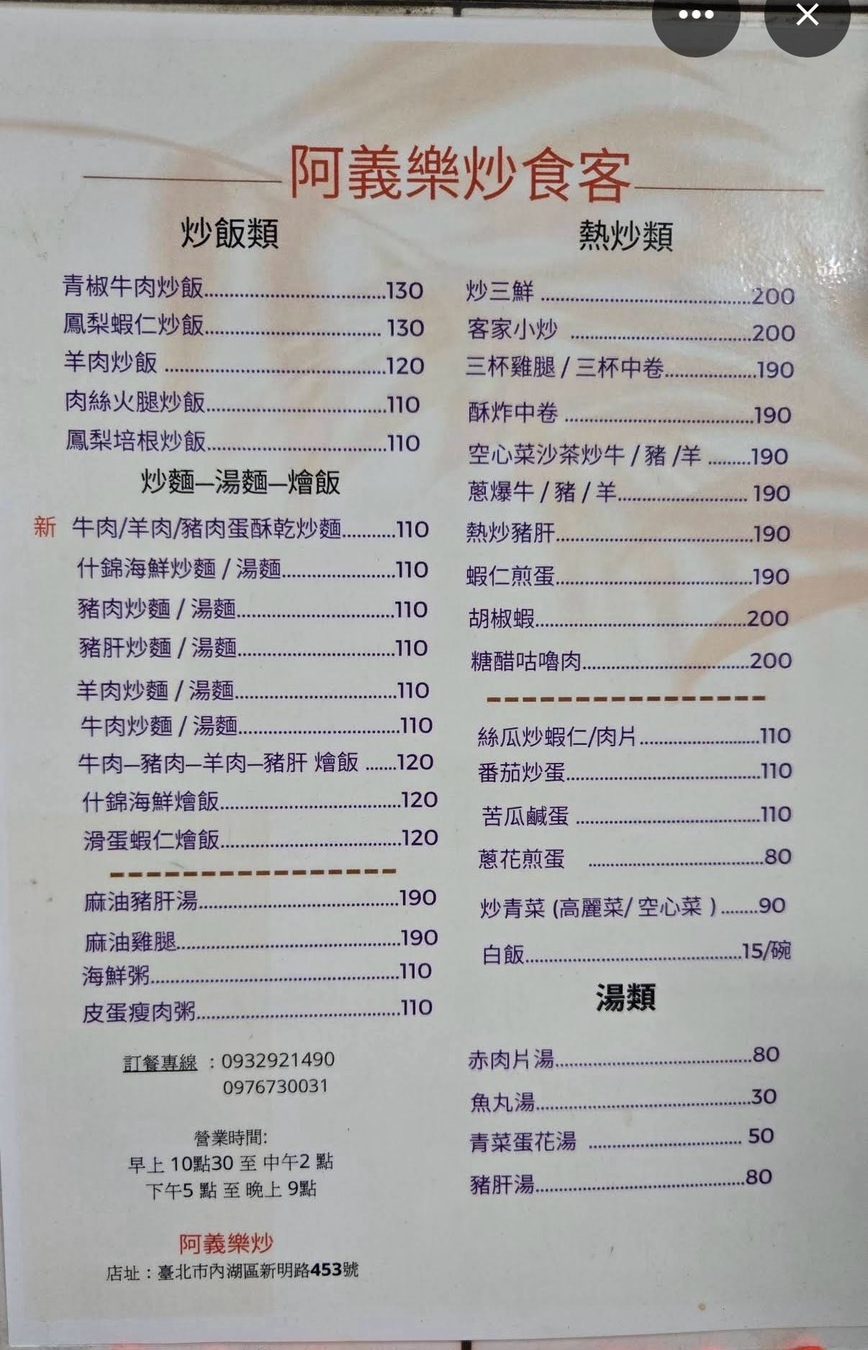 阿義樂炒食客
炒飯類
青椒牛肉炒飯.....130
鳳梨蝦仁炒飯.....130
羊肉炒飯.....120
肉絲火腿炒飯.....110
鳳梨培根炒飯.....110
炒麵—湯麵—燴飯
新 牛肉/羊肉/豬肉蛋酥乾炒麵.....110
什錦海鮮炒麵 / 湯麵.....110
豬肉炒麵 / 湯麵.....110
豬肝炒麵 / 湯麵.....110
羊肉炒麵 / 湯麵.....110
牛肉炒麵 / 湯麵.....110
牛肉—豬肉—羊肉—豬肝 燴飯.....120
什錦海鮮燴飯.....120
滑蛋蝦仁燴飯.....120
麻油豬肝湯.....190
麻油雞腿.....190
海鮮粥.....110
皮蛋瘦肉粥.....110
訂餐專線 : 0932921490
0976730031
營業時間:
早上 10點30 至 中午2 點
下午5 點 至 晚上 9點
阿義樂炒
店址：臺北市內湖區新明路453號
熱炒類
炒三鮮.....200
客家小炒.....200
三杯雞腿 / 三杯中卷.....190
酥炸中卷.....190
空心菜沙茶炒牛 / 豬 /羊.....190
蔥爆牛 / 豬 / 羊.....190
熱炒豬肝.....190
蝦仁煎蛋.....190
胡椒蝦.....200
糖醋咕嚕肉.....200
絲瓜炒蝦仁/肉片.....110
番茄炒蛋.....110
苦瓜鹹蛋.....110
蔥花煎蛋.....80
炒青菜 (高麗菜/ 空心菜 ).....90
白飯.....15/碗
湯類
赤肉片湯.....80
魚丸湯.....30
青菜蛋花湯.....50
豬肝湯.....80